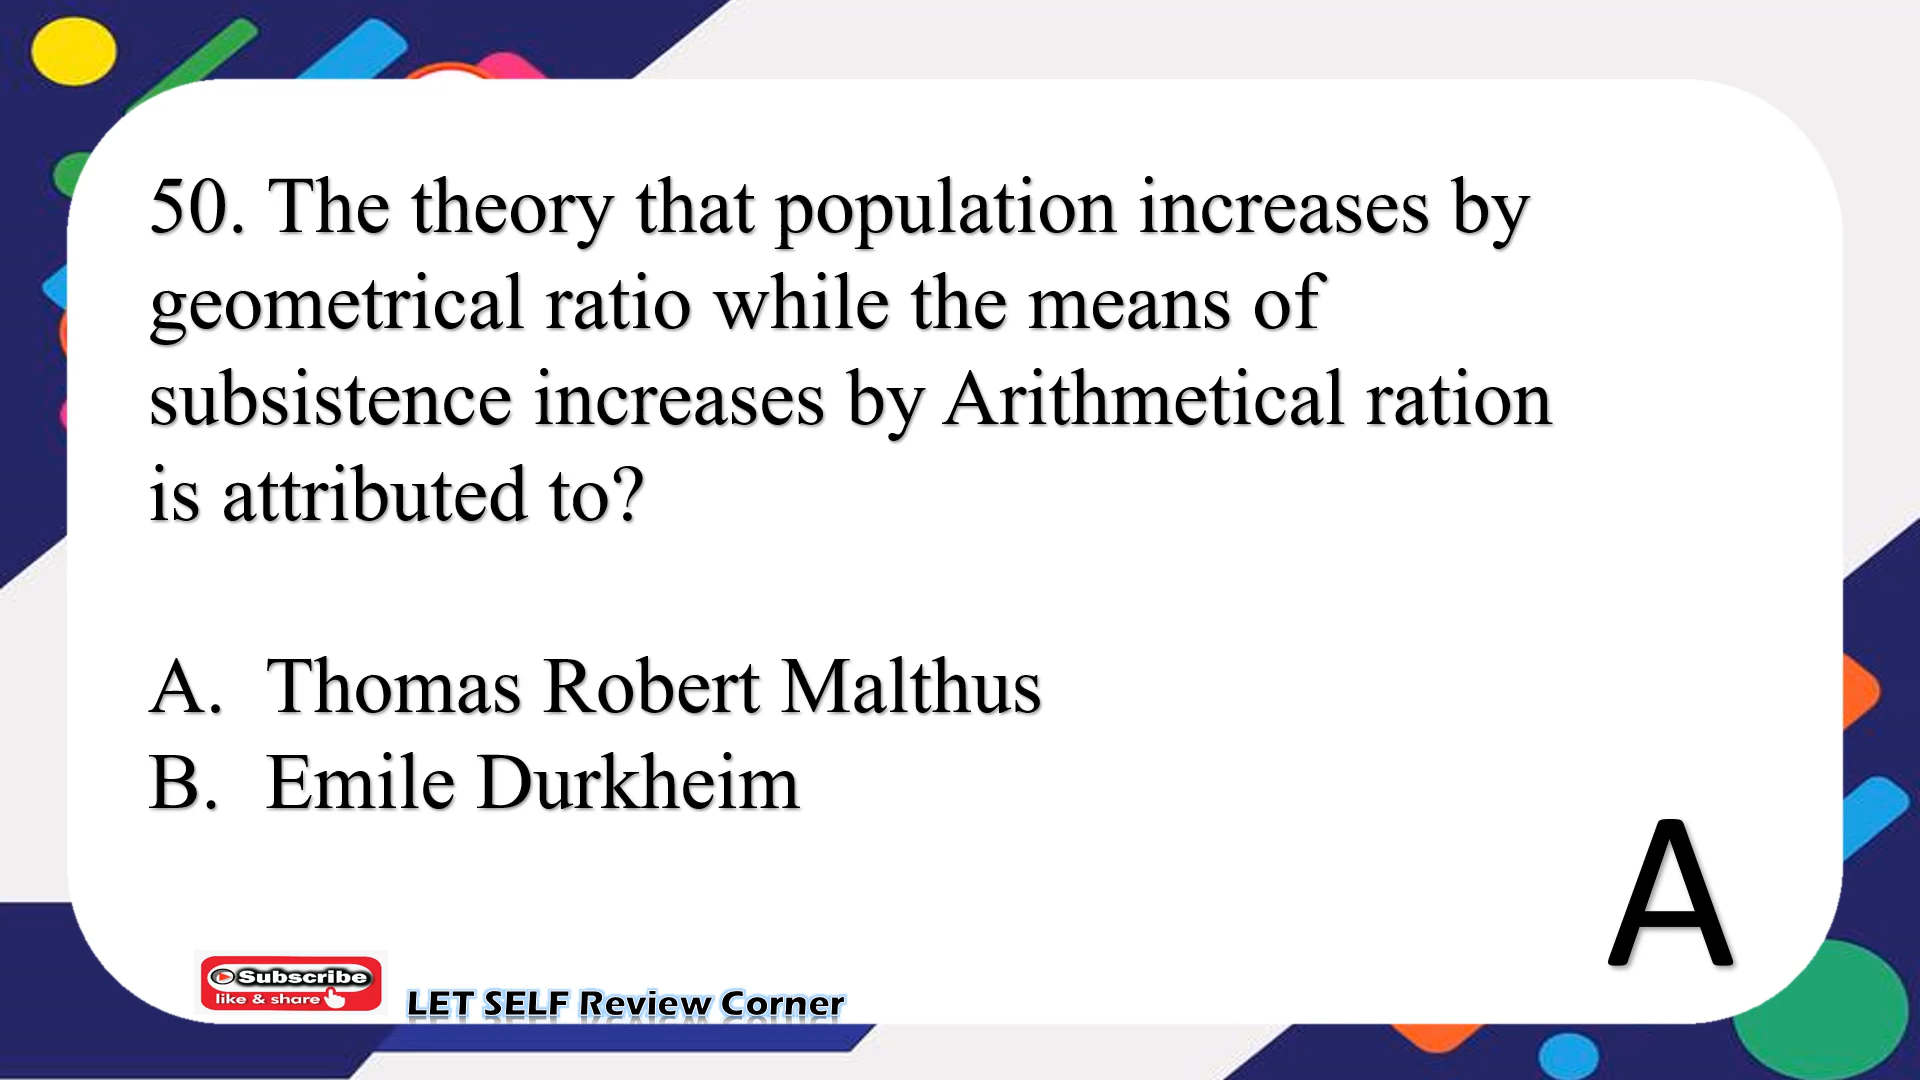 50. The theory that population increases by
geometrical ratio while the means of
subsistence increases by Arithmetical ration
is attributed to?
A. Thomas Robert Malthus
B. Emile Durkheim
A
Subscribe
like & share
LET SELF Review Corner